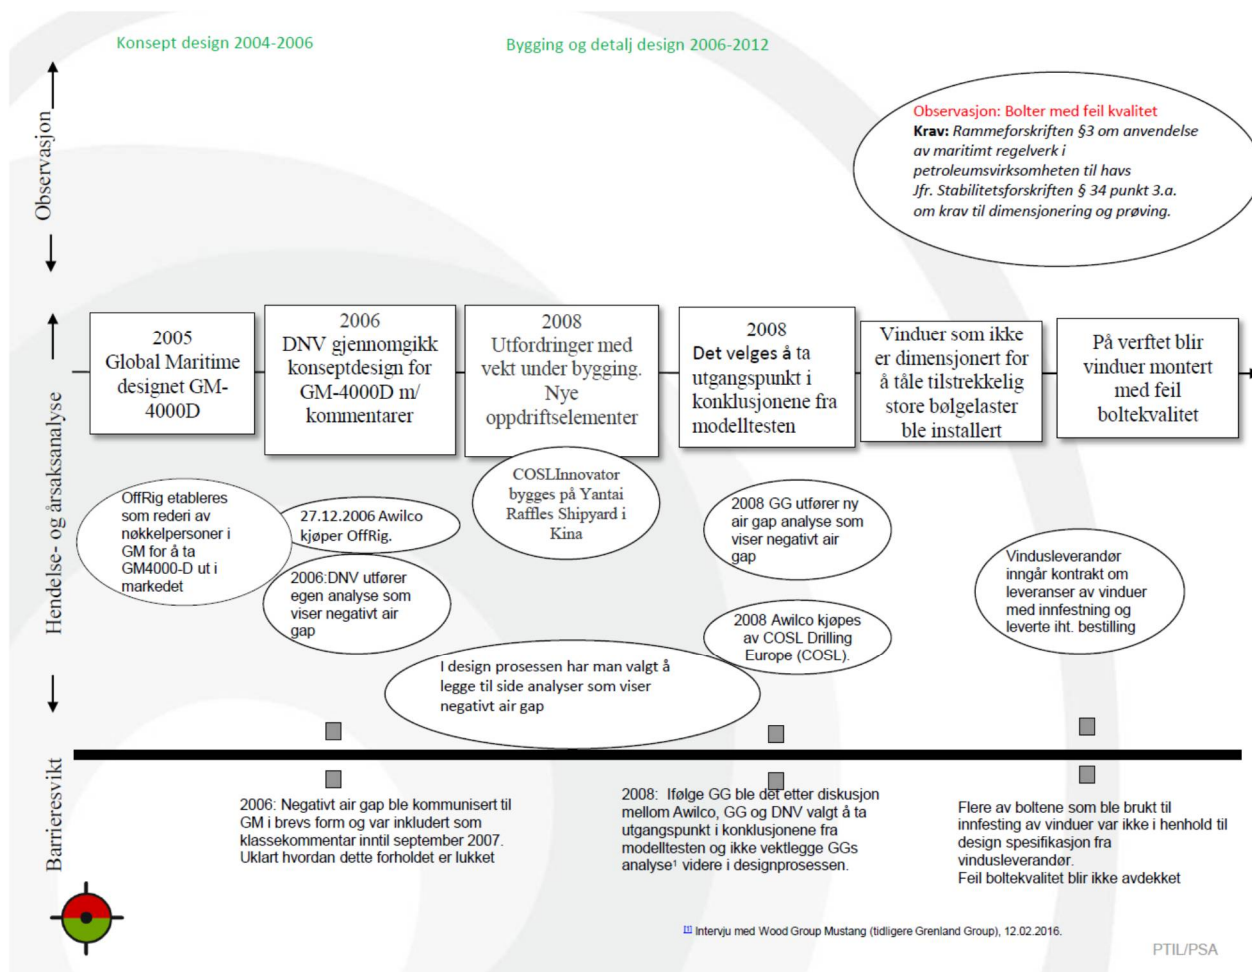 Konsept design 2004-2006
Bygging og detalj design 2006-2012
Observasjon
Observasjon: Bolter med feil kvalitet
Krav: Rammeforskriften §3 om anvendelse
av maritimt regelverk i
petroleumsvirksomheten til havs
Jfr. Stabilitetsforskriften § 34 punkt 3.a.
om krav til dimensjonering og prøving.
Hendelse- og årsaksanalyse
2005
Global Maritime
designet GM-
4000D
2006
DNV gjennomgikk
konseptdesign for
GM-4000D m/
kommentarer
2008
Utfordringer med
vekt under bygging.
Nye
oppdriftselementer
2008
Det velges å ta
utgangspunkt i
konklusjonene fra
modelltesten
Vinduer som ikke
er dimensjonert for
å tåle tilstrekkelig
store bølgelaster
ble installert
På verftet blir
vinduer montert
med feil
boltekvalitet
OffRig etableres
som rederi av
nøkkelpersoner i
GM for å ta
GM4000-D ut i
markedet
27.12.2006 Awilco
kjøper OffRig.
2006:DNV utfører
egen analyse som
viser negativt air
gap
COSLInnovator
bygges på Yantai
Raffles Shipyard i
Kina
2008 GG utfører ny
air gap analyse som
viser negativt air
gap
2008 Awilco kjøpes
av COSL Drilling
Europe (COSL).
Vindusleverandør
inngår kontrakt om
leveranser av vinduer
med innfestning og
leverte iht. bestilling
I design prosessen har man valgt å
legge til side analyser som viser
negativt air gap
Barrieresvikt
2006: Negativt air gap ble kommunisert til
GM i brevs form og var inkludert som
klassekommentar inntil september 2007.
Uklart hvordan dette forholdet er lukket
2008:  Ifølge GG ble det etter diskusjon
mellom Awilco, GG og DNV valgt å ta
utgangspunkt i konklusjonene fra
modelltesten og ikke vektlegge GGs
analyse¹ videre i designprosessen.
Flere av boltene som ble brukt til
innfesting av vinduer var ikke i henhold til
design spesifikasjon fra
vindusleverandør.
Feil boltekvalitet blir ikke avdekket
[1] Intervju med Wood Group Mustang (tidligere Grenland Group), 12.02.2016.
PTIL/PSA